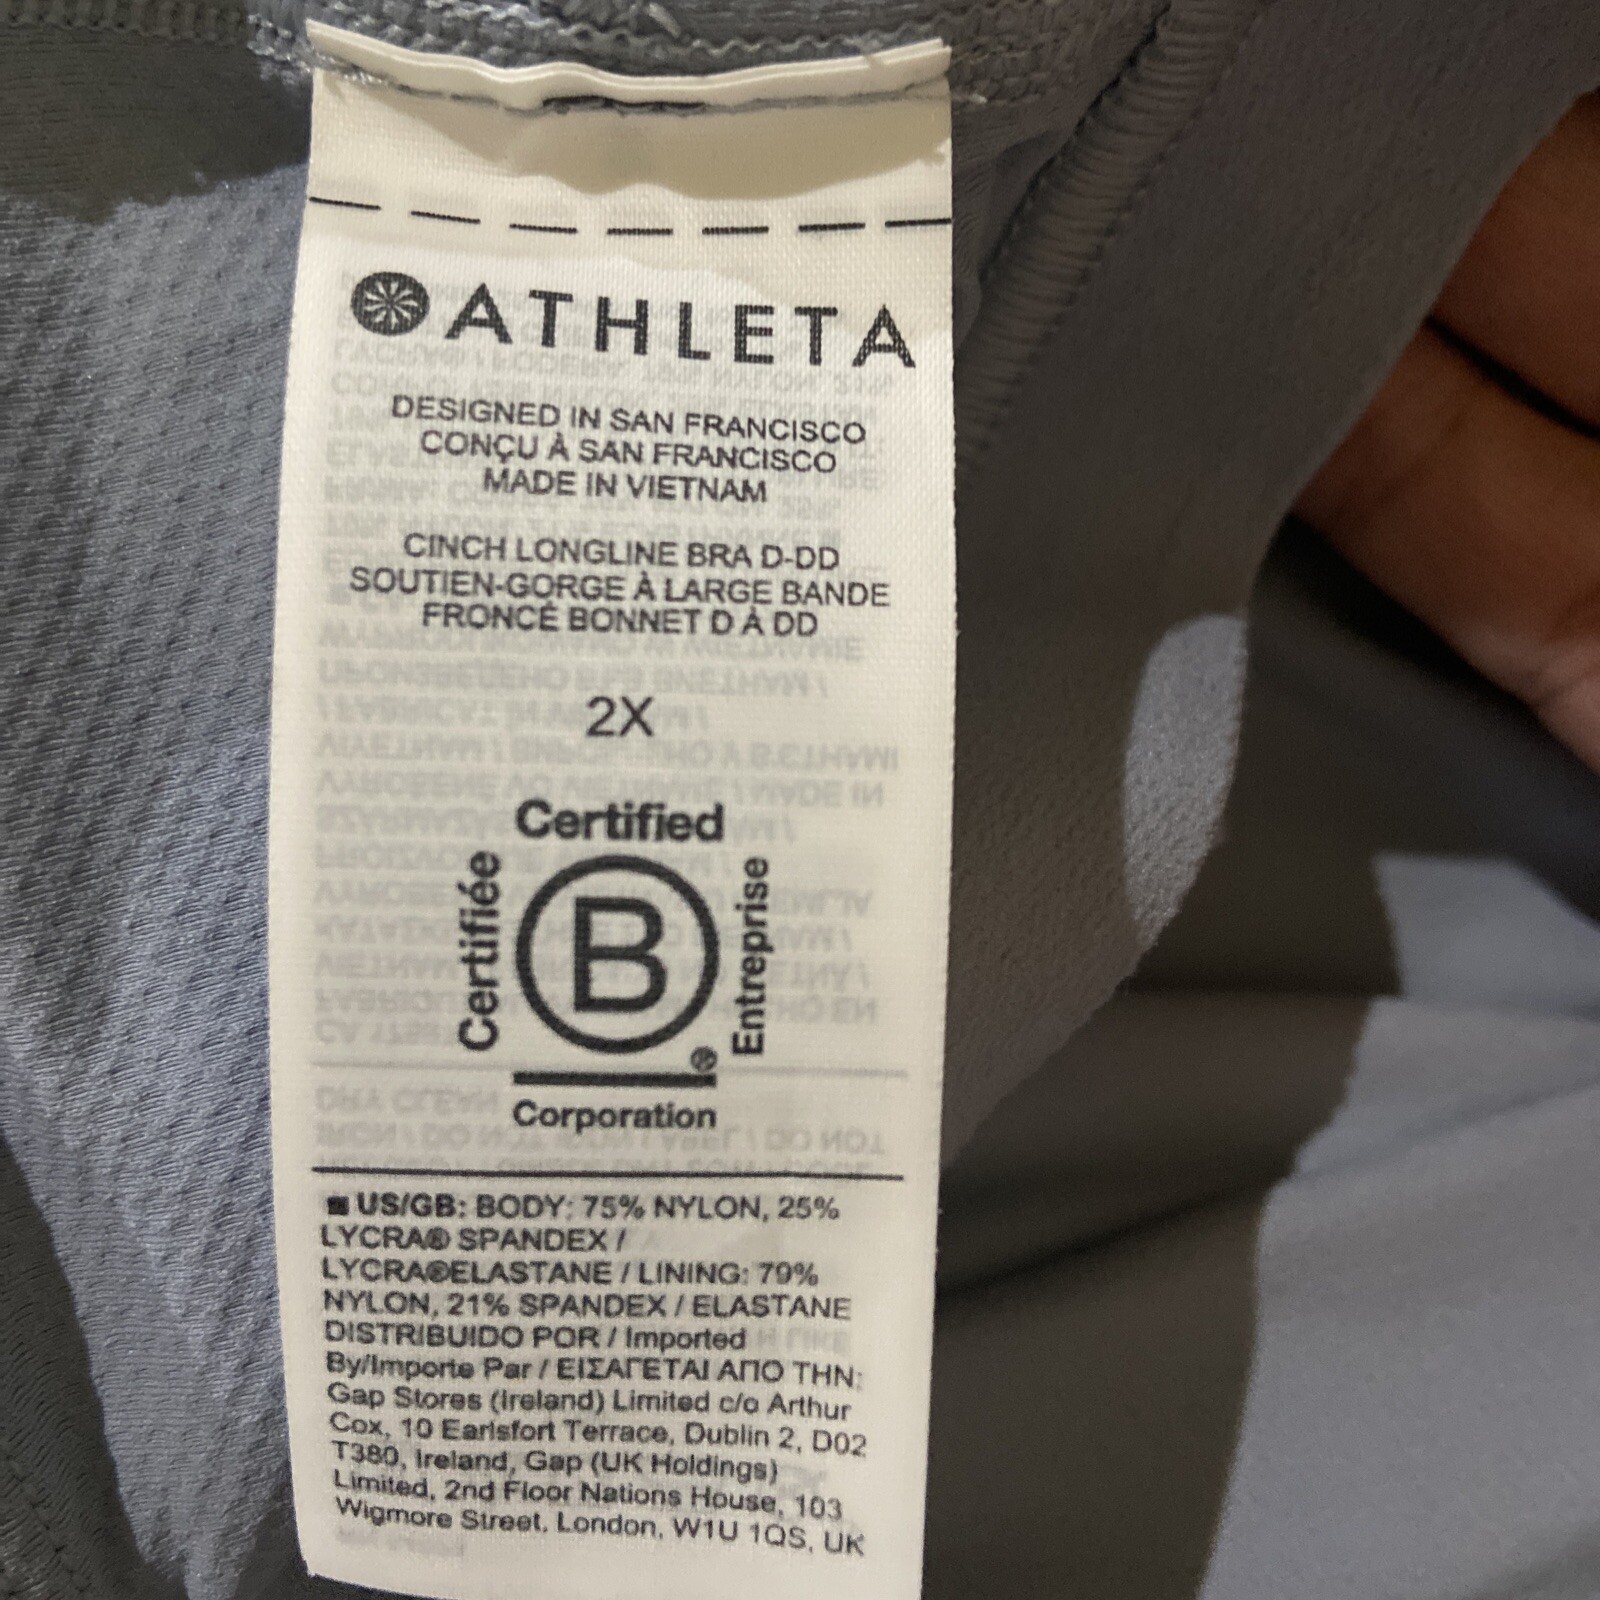 ATHLETA
DESIGNED IN SAN FRANCISCO
CONÇU À SAN FRANCISCO
MADE IN VIETNAM
CINCH LONGLINE BRA D-DD
SOUTIEN-GORGE À LARGE BANDE
FRONCÉ BONNET D À DD
2X
Certified
Certifiée
B
Entreprise
®
Corporation
US/GB: BODY: 75% NYLON, 25%
LYCRA® SPANDEX /
LYCRA®ELASTANE / LINING: 79%
NYLON, 21% SPANDEX / ELASTANE
DISTRIBUIDO POR / Imported
By/Importe Par / ΕΙΣΑΓΕΤΑΙ ΑΠΟ ΤΗΝ:
Gap Stores (Ireland) Limited c/o Arthur
Cox, 10 Earlsfort Terrace, Dublin 2, D02
T380, Ireland, Gap (UK Holdings)
Limited, 2nd Floor Nations House, 103
Wigmore Street, London, W1U 1QS, UK